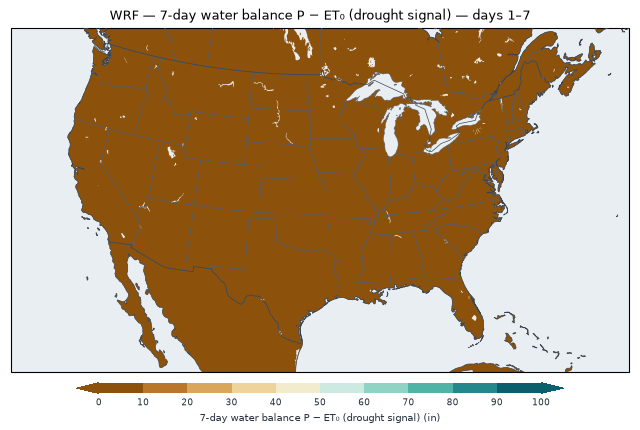 WRF — 7-day water balance P − ET₀ (drought signal) — days 1–7
0 10 20 30 40 50 60 70 80 90 100
7-day water balance P − ET₀ (drought signal) (in)